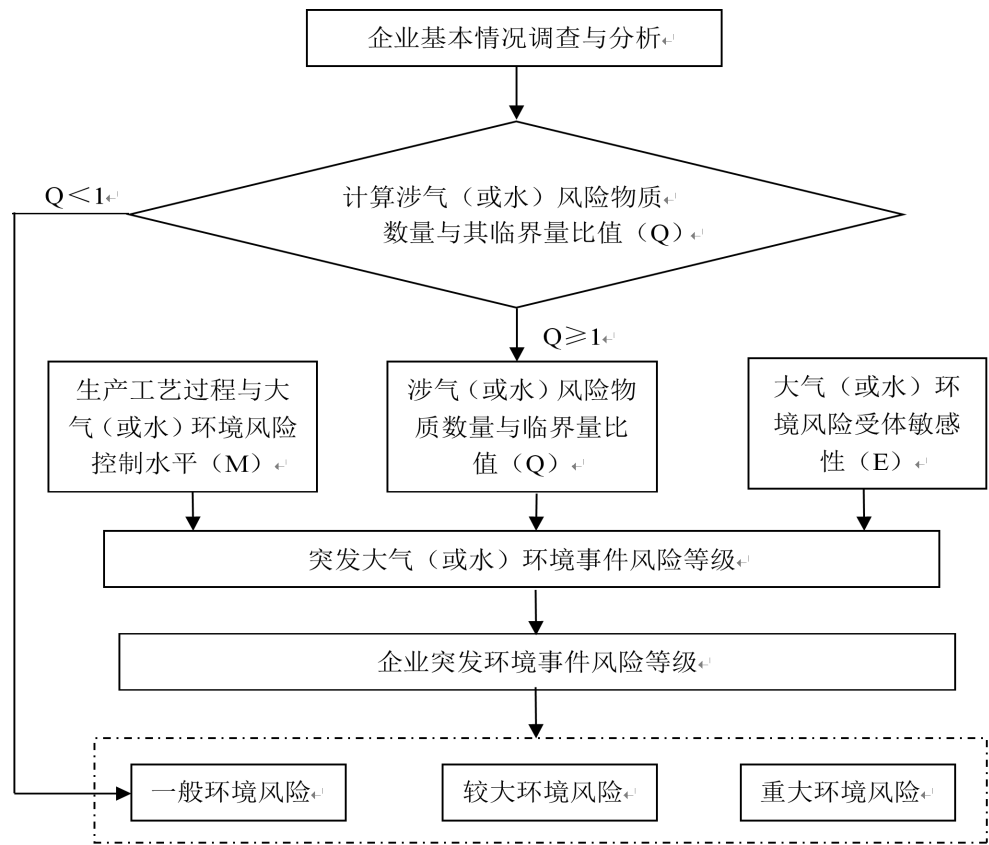 企业基本情况调查与分析
Q＜1
计算涉气（或水）风险物质
数量与其临界量比值（Q）
Q≥1
生产工艺过程与大
气（或水）环境风险
控制水平（M）
涉气（或水）风险物
质数量与临界量比
值（Q）
大气（或水）环
境风险受体敏感
性（E）
突发大气（或水）环境事件风险等级
企业突发环境事件风险等级
一般环境风险
较大环境风险
重大环境风险